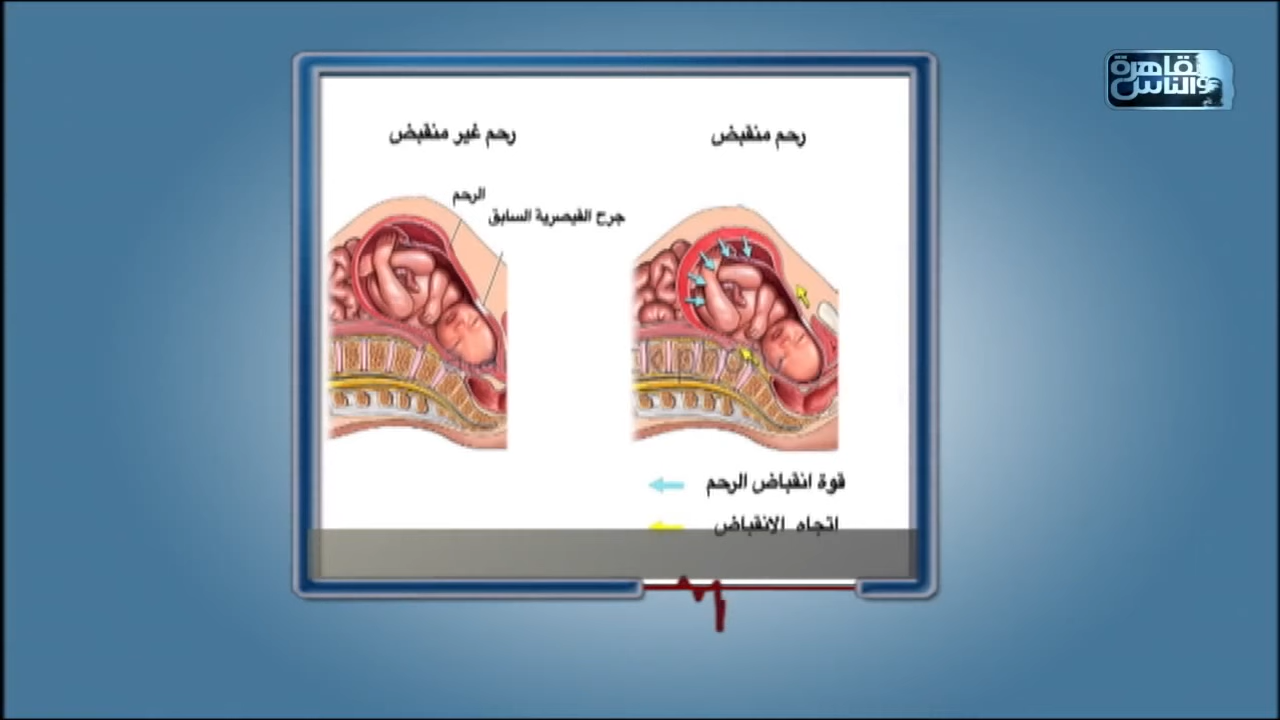 القاهرة
والناس
رحم منقبض
رحم غير منقبض
الرحم
جرح القيصرية السابق
قوة انقباض الرحم
اتجاه الانقباض